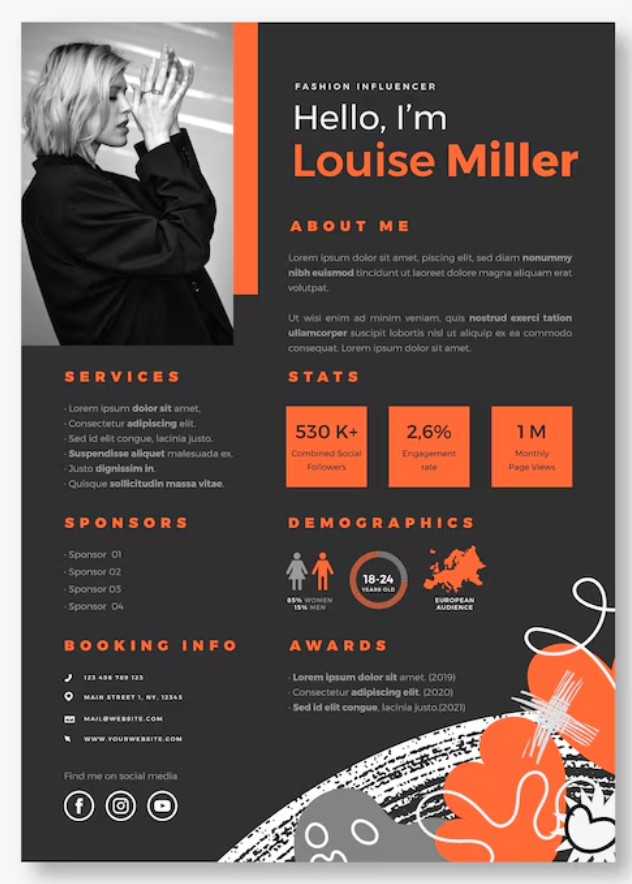 FASHION INFLUENCER
Hello, I'm
Louise Miller
ABOUT ME
Lorem ipsum dolor sit amet, piscing elit, sed diam nonummy
nibh euismod tincidunt ut laoreet dolore magna aliquam erat
volutpat.
Ut wisi enim ad minim veniam, quis nostrud exerci tation
ullamcorper suscipit lobortis nisl ut aliquip ex ea commodo
consequat. Lorem ipsum dolor sit amet.
SERVICES
· Lorem ipsum dolor sit amet,
· Consectetur adipiscing elit.
· Sed id elit congue, lacinia justo.
· Suspendisse aliquet malesuada ex.
· Justo dignissim in.
· Quisque sollicitudin massa vitae.
STATS
530 K+
Combined Social
Followers
2,6%
Engagement
rate
1 M
Monthly
Page Views
SPONSORS
· Sponsor 01
· Sponsor 02
· Sponsor 03
· Sponsor 04
DEMOGRAPHICS
85% WOMEN
15% MEN
18-24
YEARS OLD
EUROPEAN
AUDIENCE
BOOKING INFO
123 456 789 123
MAIN STREET 1, NY, 12345
MAIL@WEBSITE.COM
WWW.YOURWEBSITE.COM
AWARDS
· Lorem ipsum dolor sit amet. (2019)
· Consectetur adipiscing elit. (2020)
· Sed id elit congue, lacinia justo.(2021)
Find me on social media